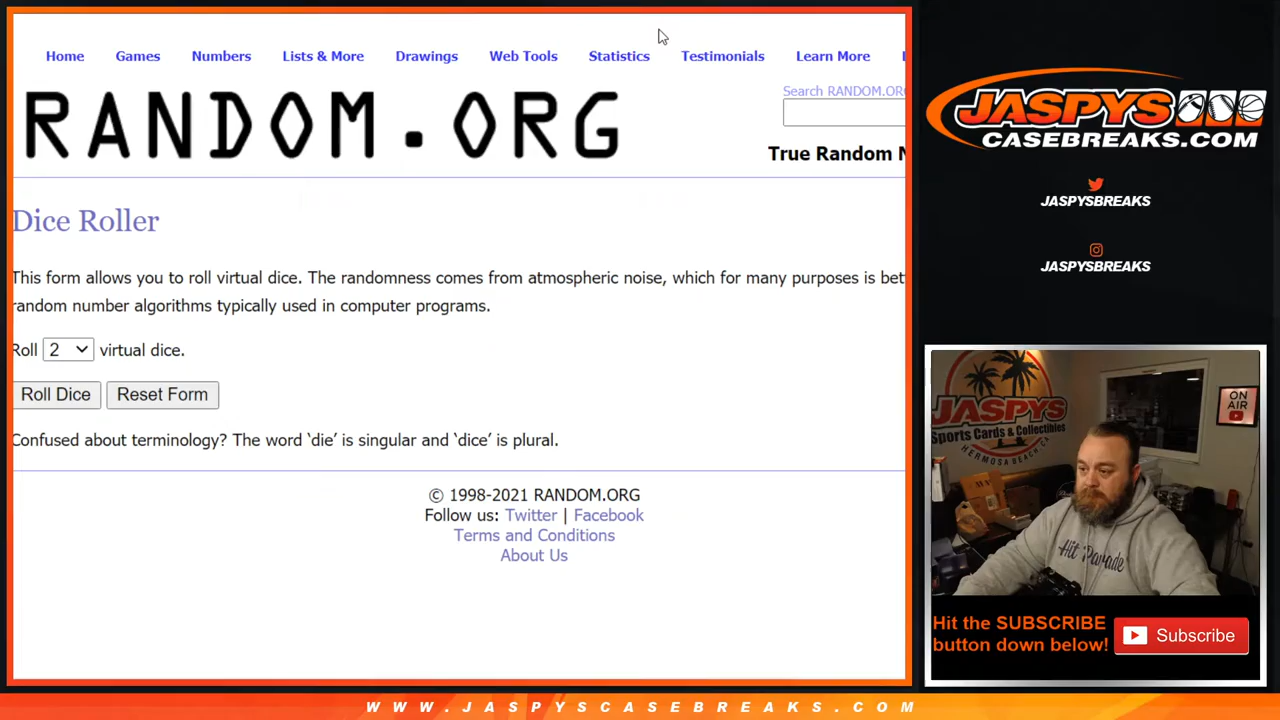 Home Games Numbers Lists & More Drawings Web Tools Statistics Testimonials Learn More
RANDOM.ORG
Search RANDOM.ORG
True Random N
Dice Roller
This form allows you to roll virtual dice. The randomness comes from atmospheric noise, which for many purposes is bet
random number algorithms typically used in computer programs.
Roll 2 virtual dice.
Roll Dice Reset Form
Confused about terminology? The word ‘die’ is singular and ‘dice’ is plural.
© 1998-2021 RANDOM.ORG
Follow us: Twitter | Facebook
Terms and Conditions
About Us
JASPYS
CASEBREAKS.COM
JASPYSBREAKS
JASPYSBREAKS
JASPYS
Sports Cards & Collectibles
HERMOSA BEACH, CA
ON
AIR
Hit Parade
Hit the SUBSCRIBE
button down below!
Subscribe
WWW.JASPYSCASEBREAKS.COM